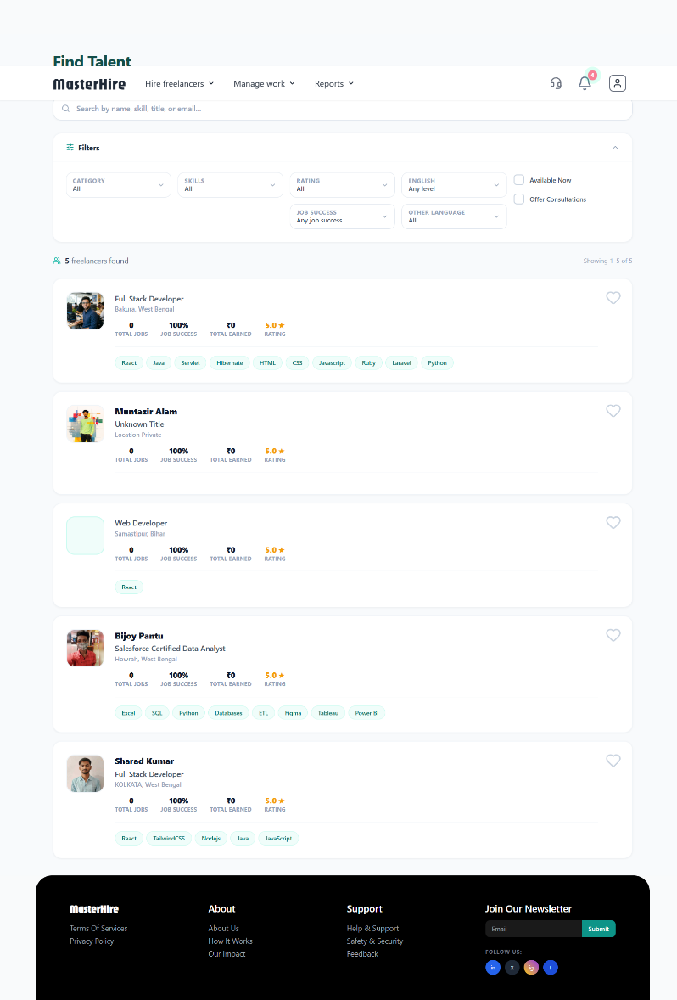 Find Talent
MasterHire Hire freelancers Manage work Reports 4
Search by name, skill, title, or email...
Filters
CATEGORY SKILLS RATING ENGLISH Available Now
All All All Any level
Offer Consultations
JOB SUCCESS OTHER LANGUAGE
Any job success All
5 freelancers found Showing 1–5 of 5
Full Stack Developer
Bakura, West Bengal
0 100% ₹0 5.0 ★
TOTAL JOBS JOB SUCCESS TOTAL EARNED RATING
React Java Servlet Hibernate HTML CSS Javascript Ruby Laravel Python
Muntazir Alam
Unknown Title
Location Private
0 100% ₹0 5.0 ★
TOTAL JOBS JOB SUCCESS TOTAL EARNED RATING
Web Developer
Samastipur, Bihar
0 100% ₹0 5.0 ★
TOTAL JOBS JOB SUCCESS TOTAL EARNED RATING
React
Bijoy Pantu
Salesforce Certified Data Analyst
Howrah, West Bengal
0 100% ₹0 5.0 ★
TOTAL JOBS JOB SUCCESS TOTAL EARNED RATING
Excel SQL Python Databases ETL Figma Tableau Power BI
Sharad Kumar
Full Stack Developer
KOLKATA, West Bengal
0 100% ₹0 5.0 ★
TOTAL JOBS JOB SUCCESS TOTAL EARNED RATING
React TailwindCSS Nodejs Java JavaScript
MasterHire About Support Join Our Newsletter
Terms Of Services About Us Help & Support Email Submit
Privacy Policy How It Works Safety & Security
Our Impact Feedback FOLLOW US:
in X ig f